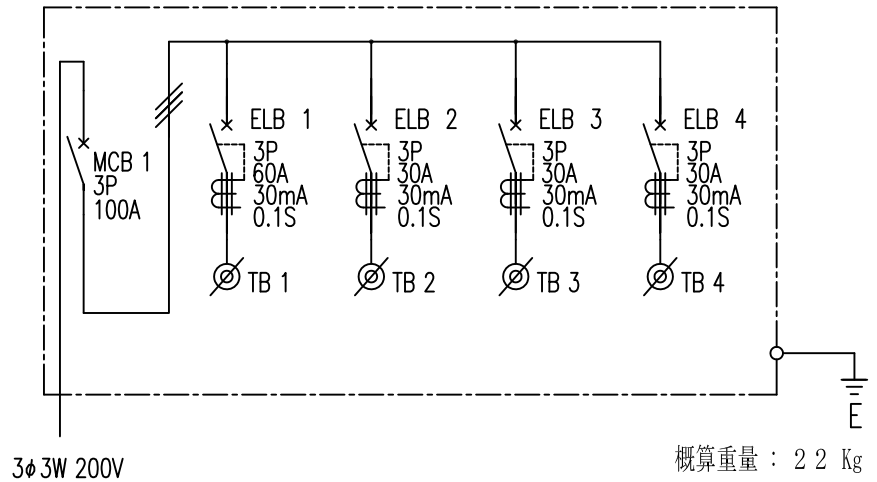 MCB 1
3P
100A
ELB 1
3P
60A
30mA
0.1S
TB 1
ELB 2
3P
30A
30mA
0.1S
TB 2
ELB 3
3P
30A
30mA
0.1S
TB 3
ELB 4
3P
30A
30mA
0.1S
TB 4
E
3φ3W 200V
概算重量：２２ Kg